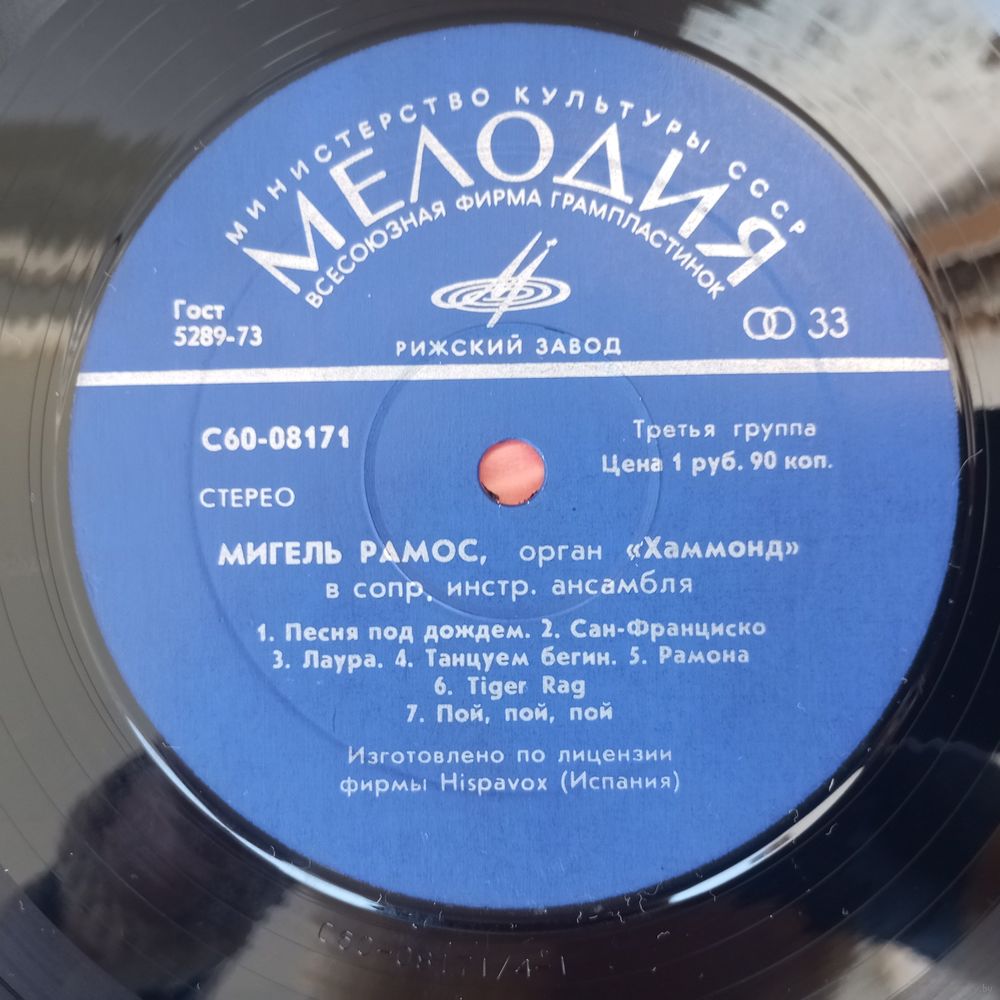 МИНИСТЕРСТВО КУЛЬТУРЫ СССР
МЕЛОДИЯ
ВСЕСОЮЗНАЯ ФИРМА ГРАМПЛАСТИНОК
Гост
5289-73
33
РИЖСКИЙ ЗАВОД
С60-08171
Третья группа
Цена 1 руб. 90 коп.
СТЕРЕО
МИГЕЛЬ РАМОС, орган «Хаммонд»
в сопр. инстр. ансамбля
1. Песня под дождем. 2. Сан-Франциско
3. Лаура. 4. Танцуем бегин. 5. Рамона
6. Tiger Rag
7. Пой, пой, пой
Изготовлено по лицензии
фирмы Hispavox (Испания)